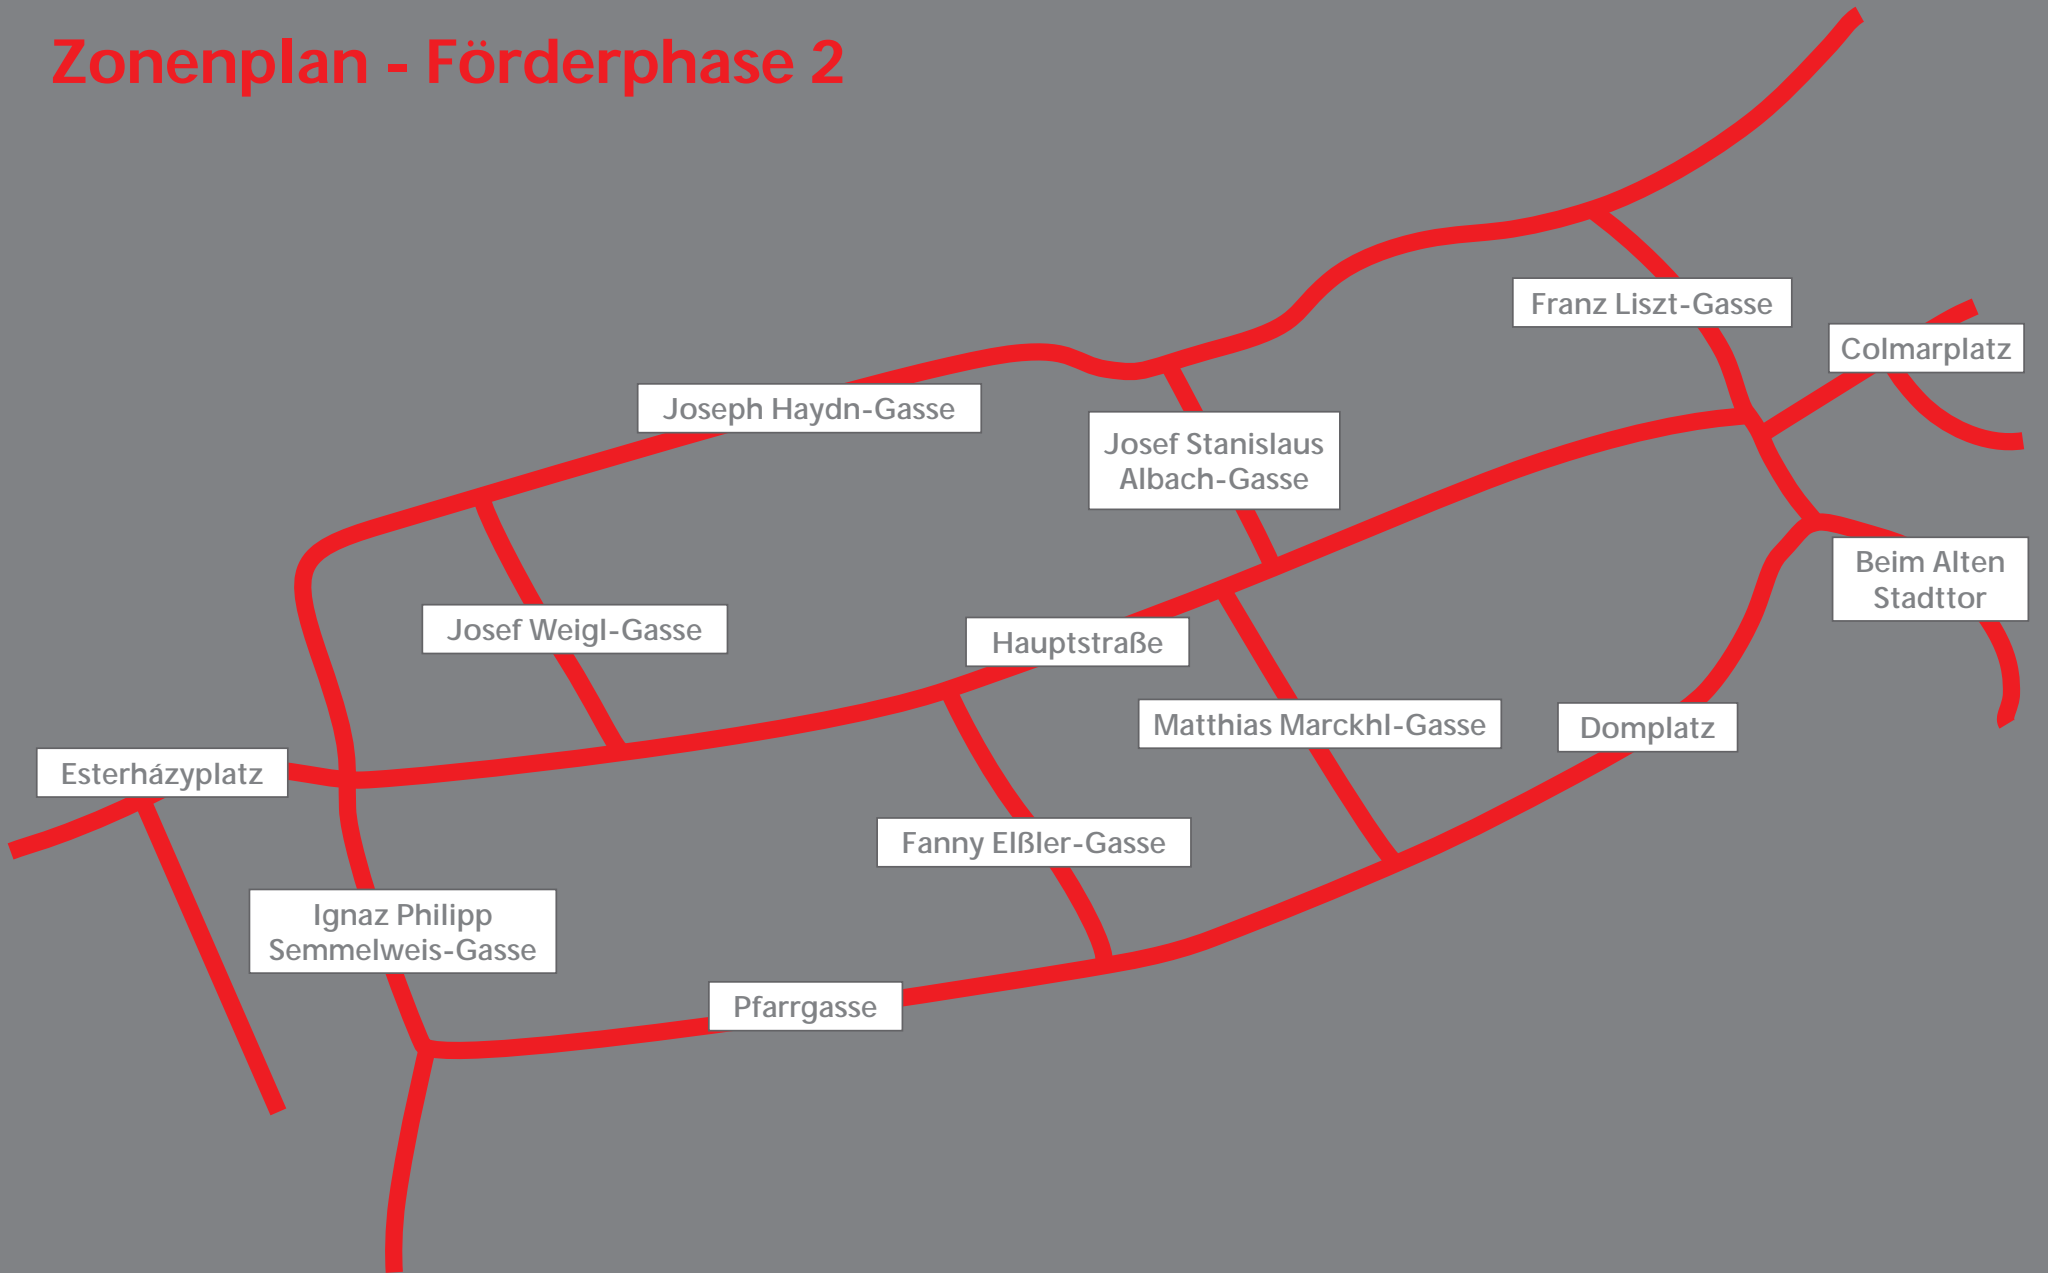 Zonenplan - Förderphase 2
Franz Liszt-Gasse
Colmarplatz
Joseph Haydn-Gasse
Josef Stanislaus
Albach-Gasse
Beim Alten
Stadttor
Josef Weigl-Gasse
Hauptstraße
Matthias Marckhl-Gasse
Domplatz
Esterházyplatz
Fanny Elßler-Gasse
Ignaz Philipp
Semmelweis-Gasse
Pfarrgasse